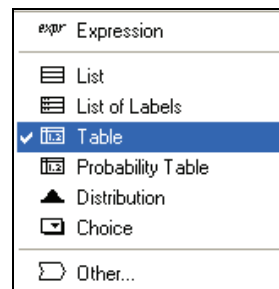 expr Expression
List
List of Labels
Table
Probability Table
Distribution
Choice
Other...